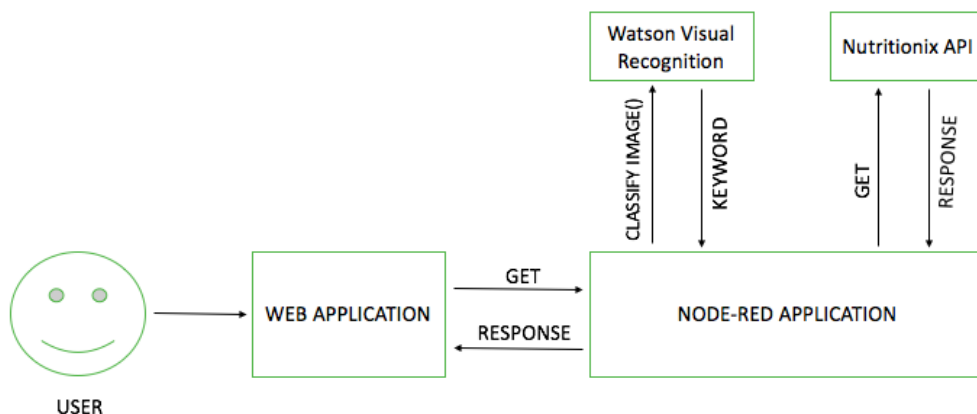 Watson Visual
Recognition
Nutritionix API
CLASSIFY IMAGE()
KEYWORD
GET
RESPONSE
GET
WEB APPLICATION
NODE-RED APPLICATION
RESPONSE
USER